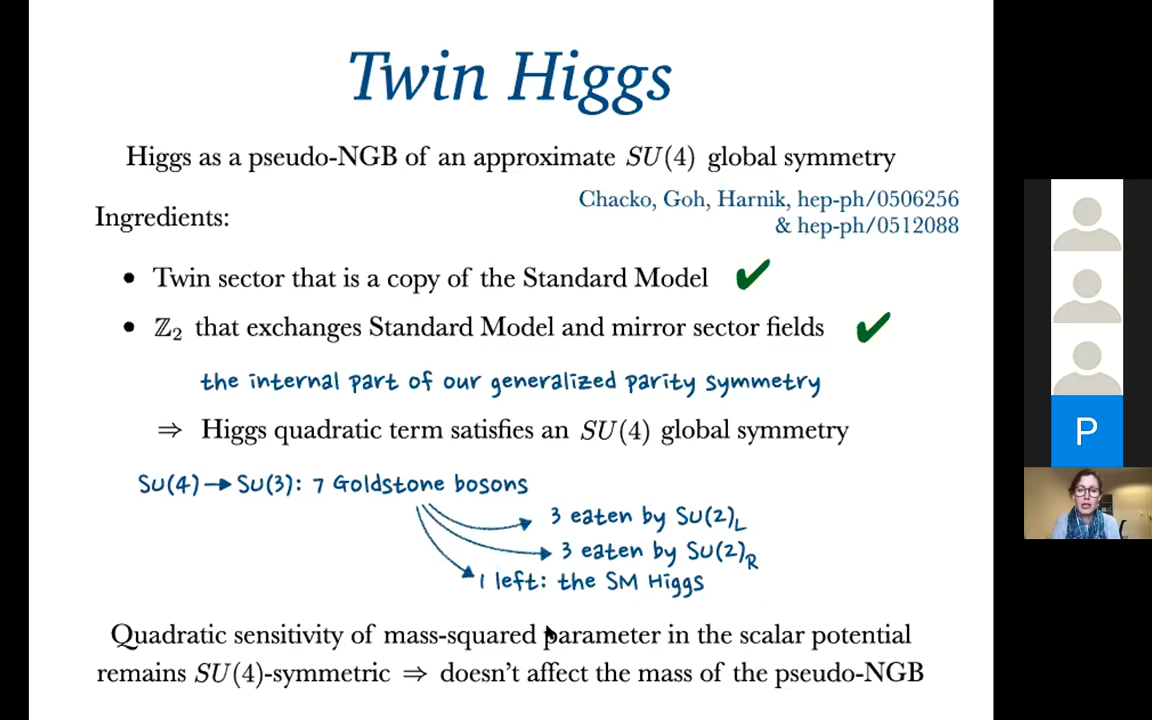 Twin Higgs
Higgs as a pseudo-NGB of an approximate SU(4) global symmetry
Chacko, Goh, Harnik, hep-ph/0506256
& hep-ph/0512088
Ingredients:
• Twin sector that is a copy of the Standard Model ✔
• ℤ₂ that exchanges Standard Model and mirror sector fields ✔
the internal part of our generalized parity symmetry
⇒ Higgs quadratic term satisfies an SU(4) global symmetry
SU(4) → SU(3): 7 Goldstone bosons
3 eaten by SU(2)_L
3 eaten by SU(2)_R
1 left: the SM Higgs
Quadratic sensitivity of mass-squared parameter in the scalar potential
remains SU(4)-symmetric ⇒ doesn't affect the mass of the pseudo-NGB
P